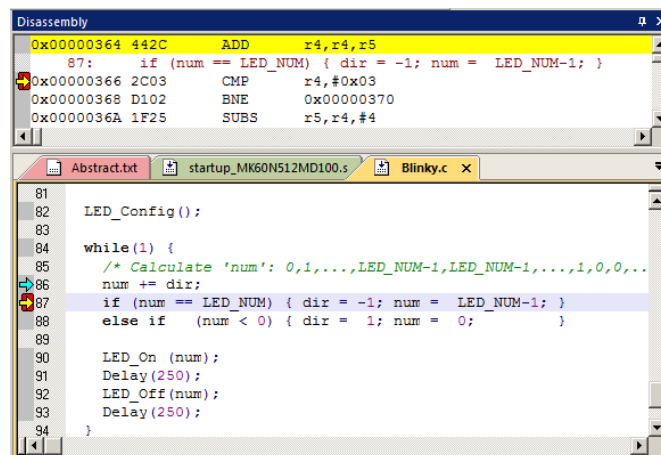 Disassembly
0x00000364 442C ADD r4,r4,r5
87: if (num == LED_NUM) { dir = -1; num = LED_NUM-1; }
0x00000366 2C03 CMP r4,#0x03
0x00000368 D102 BNE 0x00000370
0x0000036A 1F25 SUBS r5,r4,#4
Abstract.txt startup_MK60N512MD100.s Blinky.c X
81
82 LED_Config();
83
84 while(1) {
85 /* Calculate 'num': 0,1,...,LED_NUM-1,LED_NUM-1,...,1,0,0,..
86 num += dir;
87 if (num == LED_NUM) { dir = -1; num = LED_NUM-1; }
88 else if (num < 0) { dir = 1; num = 0; }
89
90 LED_On (num);
91 Delay(250);
92 LED_Off(num);
93 Delay(250);
94 }